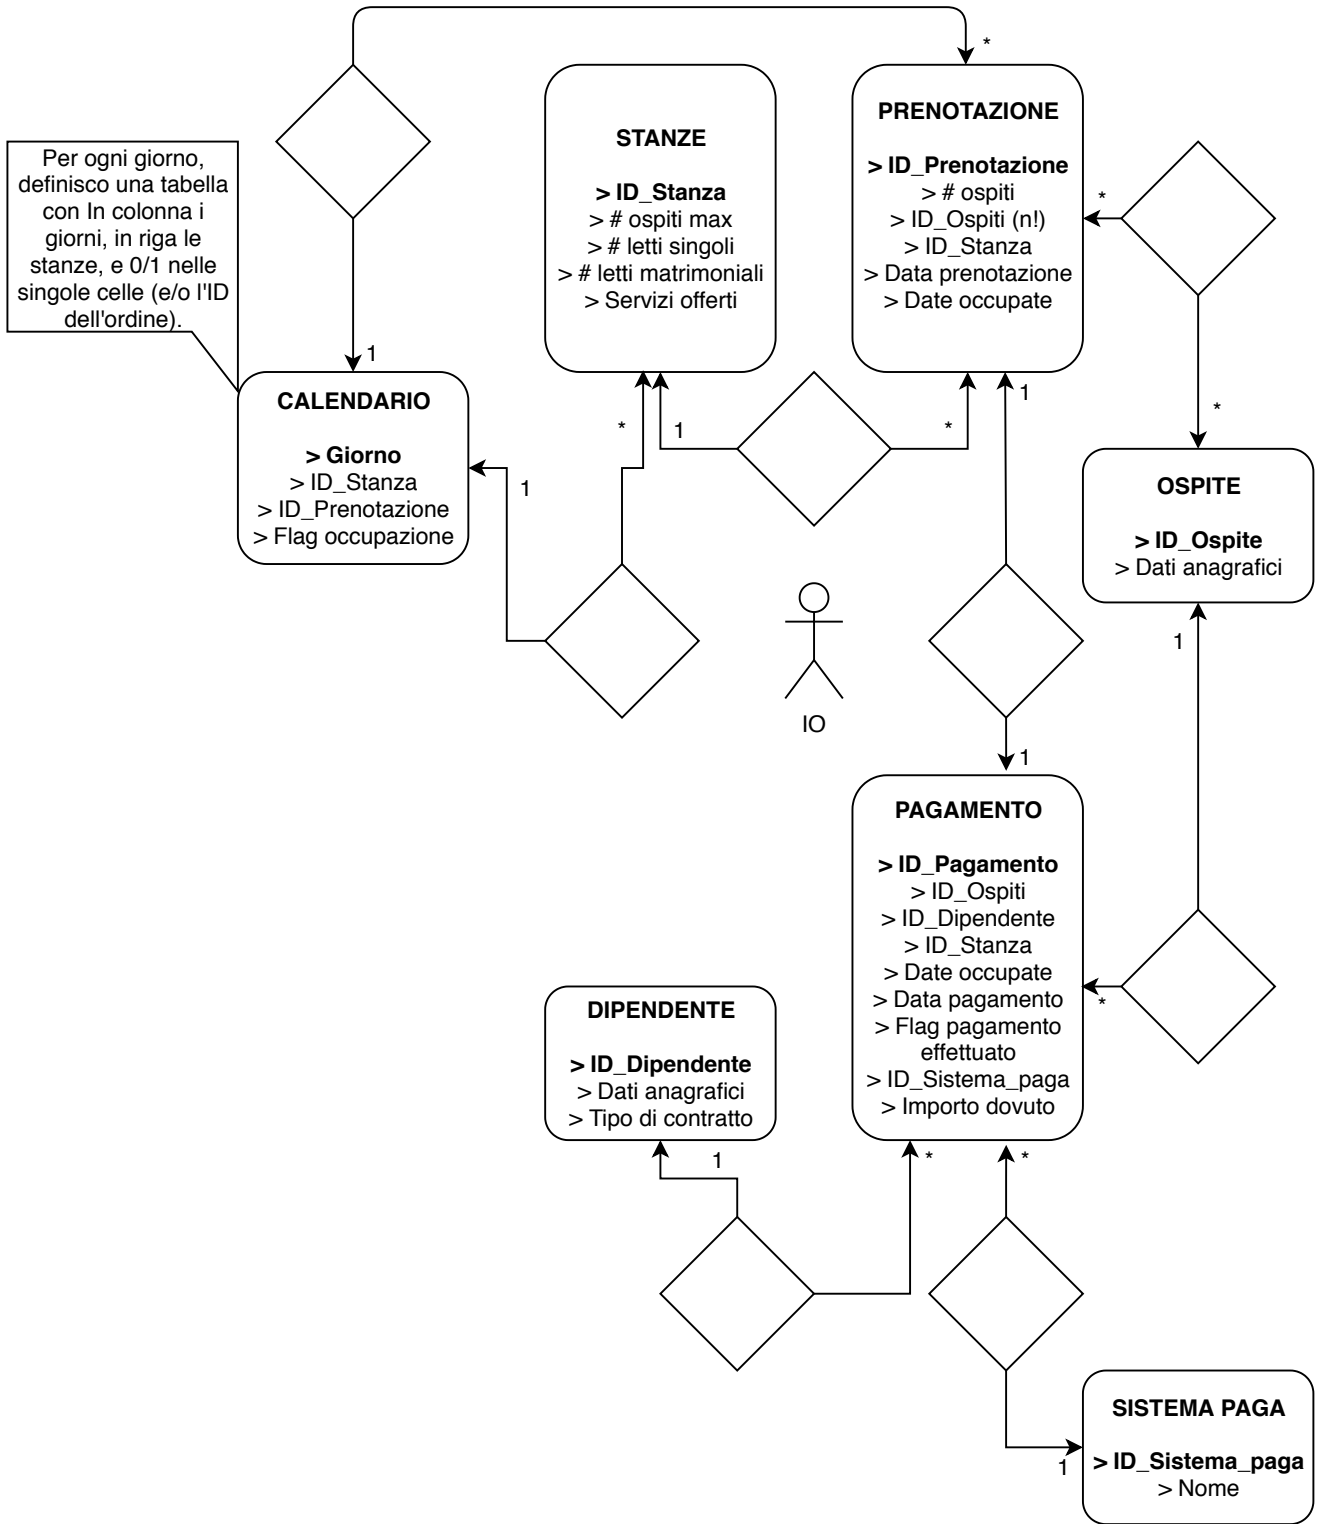 *
STANZE
> ID_Stanza
> # ospiti max
> # letti singoli
> # letti matrimoniali
> Servizi offerti
PRENOTAZIONE
> ID_Prenotazione
> # ospiti
> ID_Ospiti (n!)
> ID_Stanza
> Data prenotazione
> Date occupate
Per ogni giorno,
definisco una tabella
con In colonna i
giorni, in riga le
stanze, e 0/1 nelle
singole celle (e/o l'ID
dell'ordine).
*
*
1
CALENDARIO
> Giorno
> ID_Stanza
> ID_Prenotazione
> Flag occupazione
1
*
1
*
1
OSPITE
> ID_Ospite
> Dati anagrafici
1
IO
1
PAGAMENTO
> ID_Pagamento
> ID_Ospiti
> ID_Dipendente
> ID_Stanza
> Date occupate
> Data pagamento
> Flag pagamento
effettuato
> ID_Sistema_paga
> Importo dovuto
*
DIPENDENTE
> ID_Dipendente
> Dati anagrafici
> Tipo di contratto
1
*
*
1
SISTEMA PAGA
> ID_Sistema_paga
> Nome